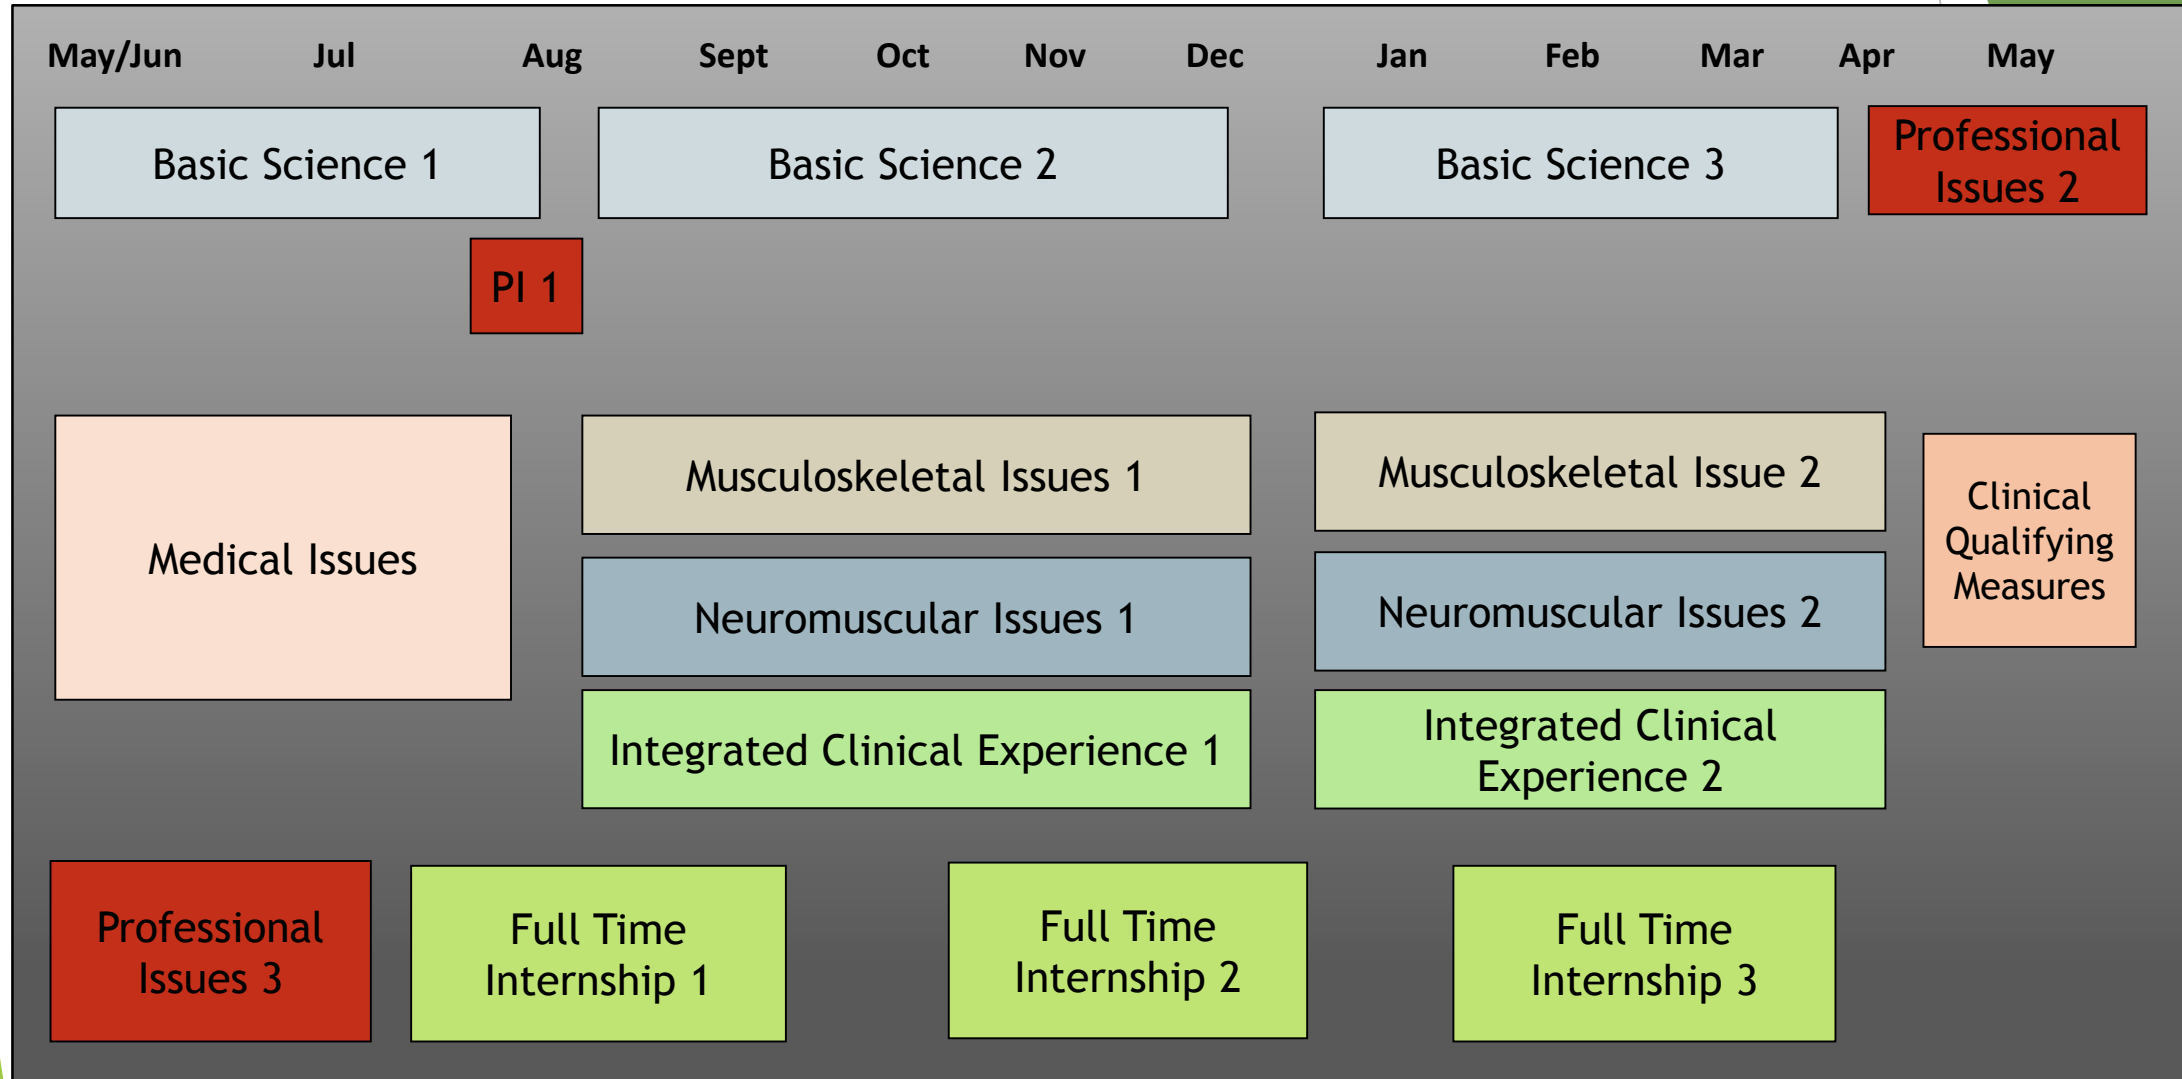 May/Jun Jul Aug Sept Oct Nov Dec Jan Feb Mar Apr May
Basic Science 1
Basic Science 2
Basic Science 3
Professional
Issues 2
PI 1
Medical Issues
Musculoskeletal Issues 1
Musculoskeletal Issue 2
Clinical
Qualifying
Measures
Neuromuscular Issues 1
Neuromuscular Issues 2
Integrated Clinical Experience 1
Integrated Clinical
Experience 2
Professional
Issues 3
Full Time
Internship 1
Full Time
Internship 2
Full Time
Internship 3